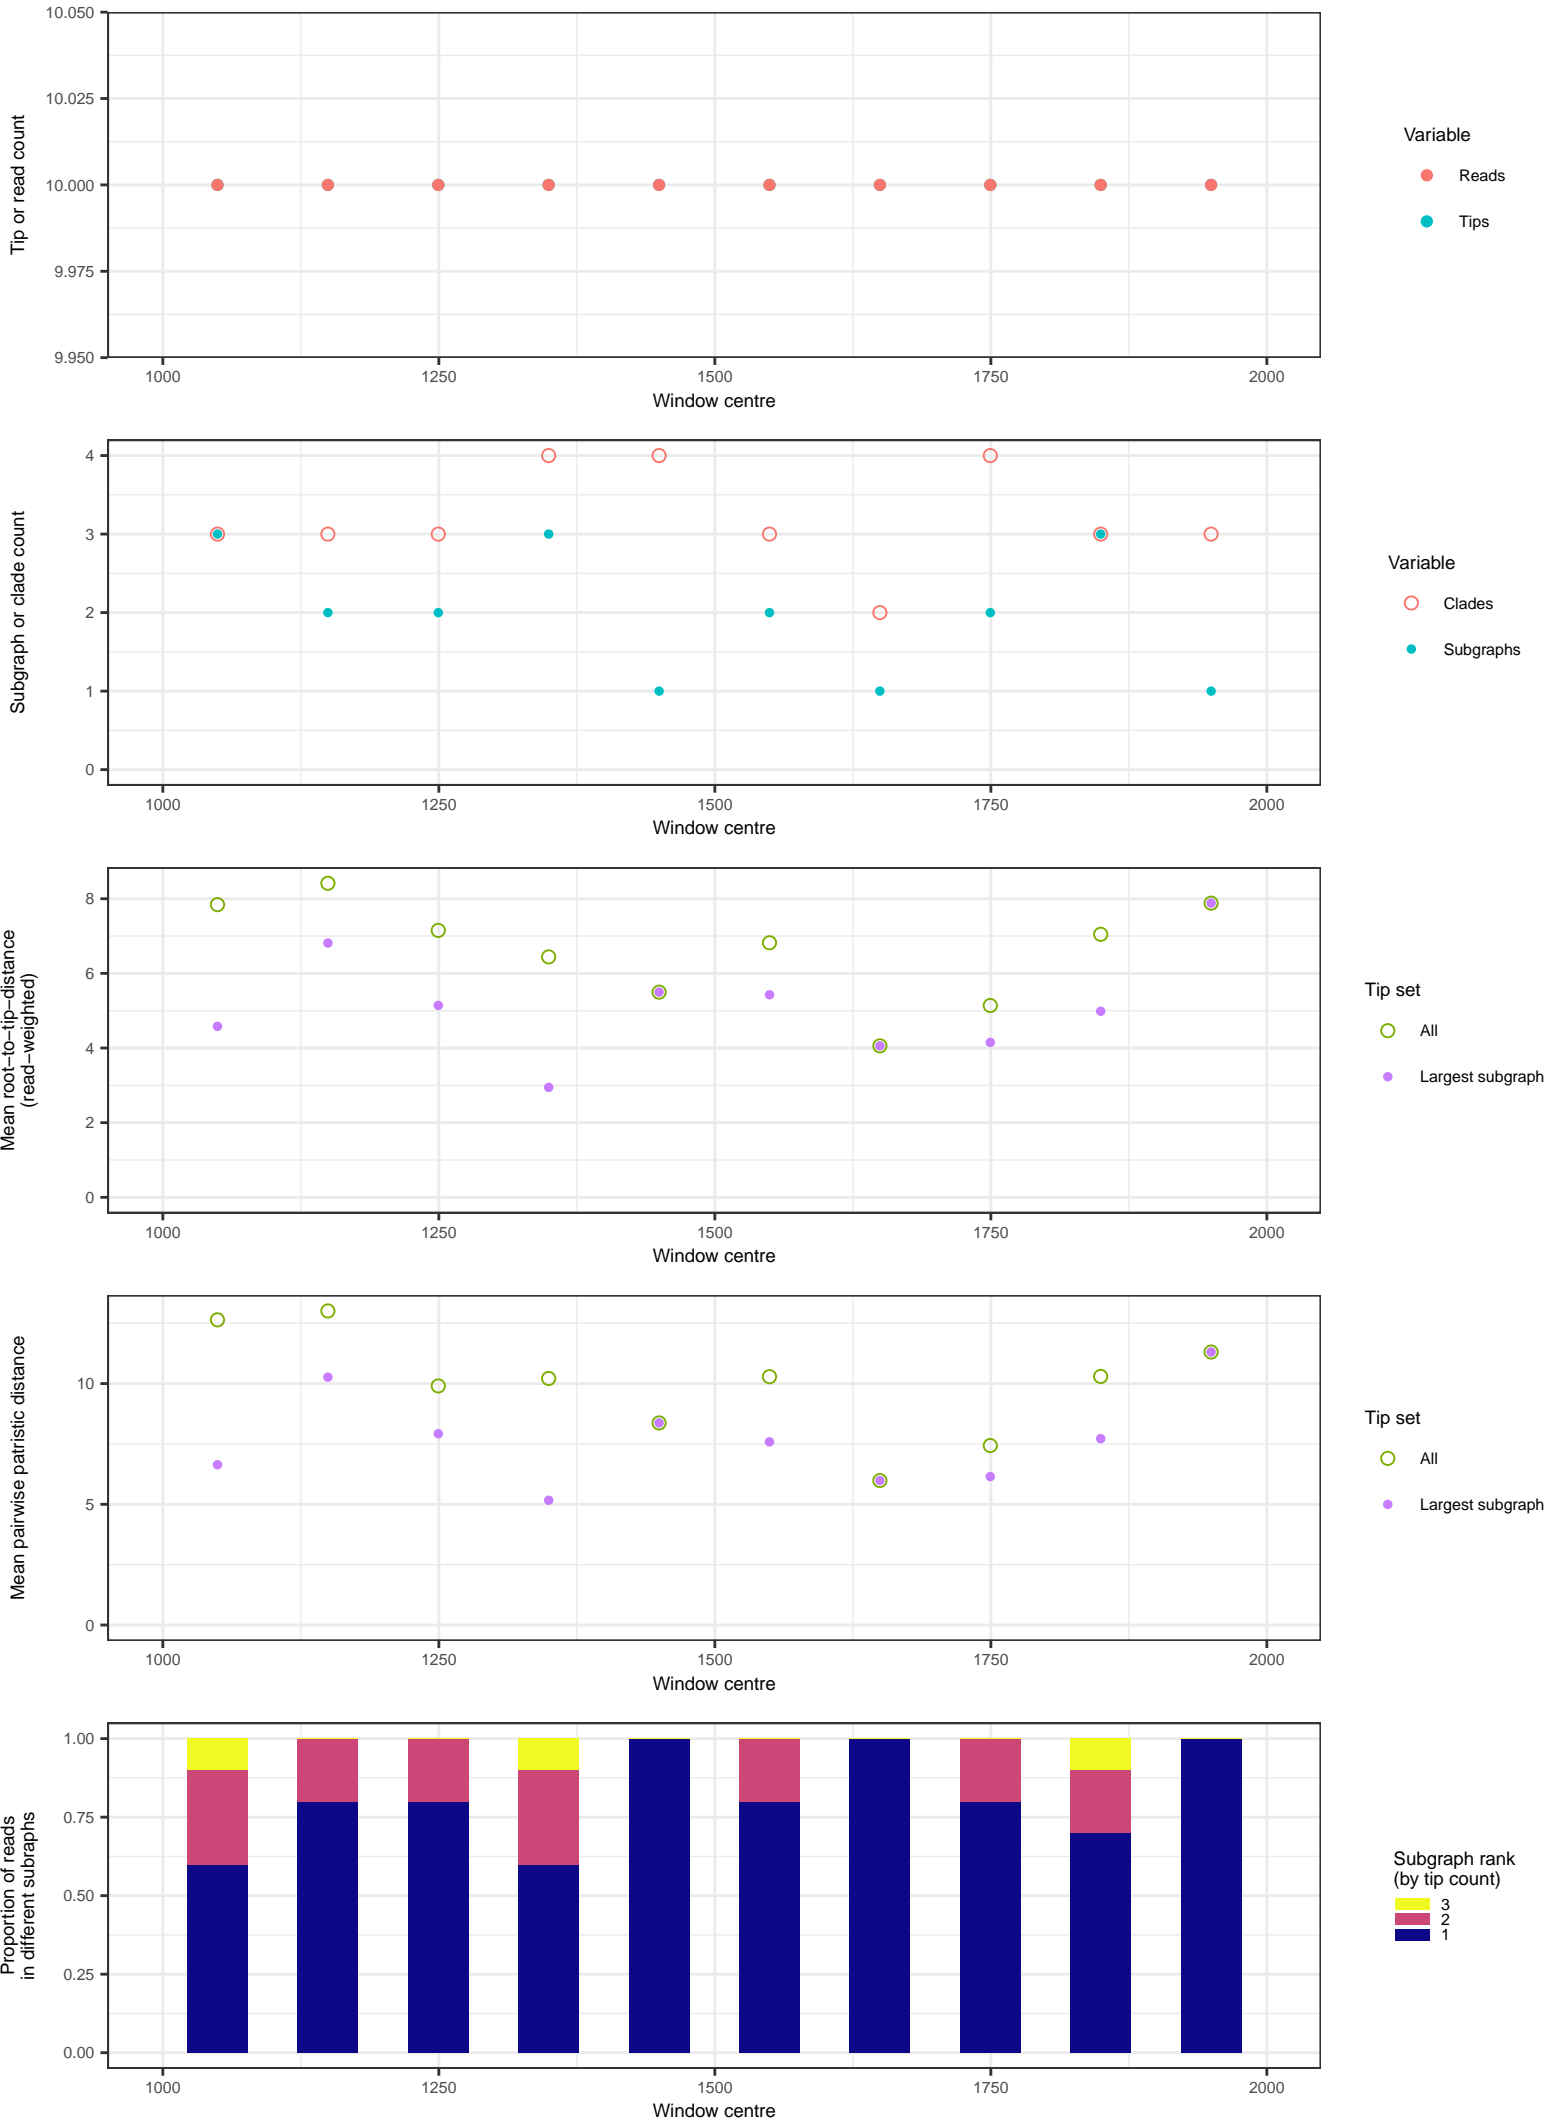 10.050
10.025
10.000
9.975
9.950
Tip or read count
1000 1250 1500 1750 2000
Window centre
Variable
Reads
Tips
4
3
2
1
0
Subgraph or clade count
1000 1250 1500 1750 2000
Window centre
Variable
Clades
Subgraphs
8
6
4
2
0
Mean root−to−tip−distance
(read−weighted)
1000 1250 1500 1750 2000
Window centre
Tip set
All
Largest subgraph
10
5
0
Mean pairwise patristic distance
1000 1250 1500 1750 2000
Window centre
Tip set
All
Largest subgraph
1.00
0.75
0.50
0.25
0.00
Proportion of reads
in different subraphs
1000 1250 1500 1750 2000
Window centre
Subgraph rank
(by tip count)
3
2
1